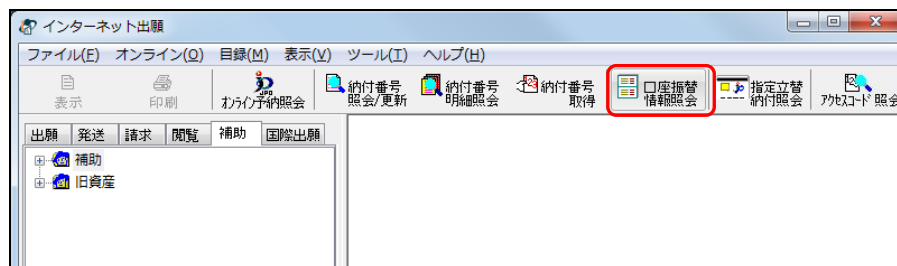 インターネット出願
ファイル(F) オンライン(O) 目録(M) 表示(V) ツール(T) ヘルプ(H)
表示 印刷 オンライン予納照会 納付番号照会/更新 納付番号明細照会 納付番号取得 口座振替情報照会 指定立替納付照会 アクセスコード照会
出願 発送 請求 閲覧 補助 国際出願
補助
旧資産